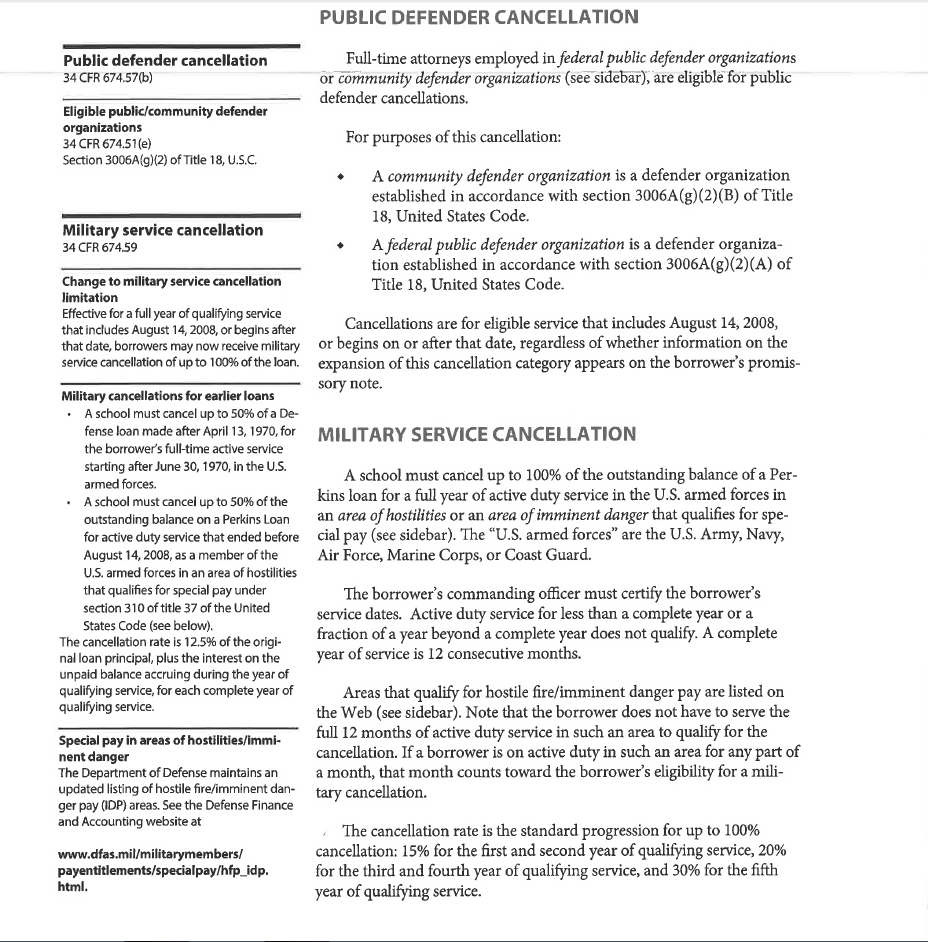 PUBLIC DEFENDER CANCELLATION
Public defender cancellation
34 CFR 674.57(b)
Eligible public/community defender
organizations
34 CFR 674.51(e)
Section 3006A(g)(2) of Title 18, U.S.C.
Full-time attorneys employed in federal public defender organizations
or community defender organizations (see sidebar), are eligible for public
defender cancellations.
For purposes of this cancellation:
◆ A community defender organization is a defender organization
established in accordance with section 3006A(g)(2)(B) of Title
18, United States Code.
◆ A federal public defender organization is a defender organiza-
tion established in accordance with section 3006A(g)(2)(A) of
Title 18, United States Code.
Cancellations are for eligible service that includes August 14, 2008,
or begins on or after that date, regardless of whether information on the
expansion of this cancellation category appears on the borrower's promis-
sory note.
Military service cancellation
34 CFR 674.59
Change to military service cancellation
limitation
Effective for a full year of qualifying service
that includes August 14, 2008, or begins after
that date, borrowers may now receive military
service cancellation of up to 100% of the loan.
Military cancellations for earlier loans
• A school must cancel up to 50% of a De-
fense loan made after April 13, 1970, for
the borrower's full-time active service
starting after June 30, 1970, in the U.S.
armed forces.
• A school must cancel up to 50% of the
outstanding balance on a Perkins Loan
for active duty service that ended before
August 14, 2008, as a member of the
U.S. armed forces in an area of hostilities
that qualifies for special pay under
section 310 of title 37 of the United
States Code (see below).
The cancellation rate is 12.5% of the origi-
nal loan principal, plus the interest on the
unpaid balance accruing during the year of
qualifying service, for each complete year of
qualifying service.
Special pay in areas of hostilities/immi-
nent danger
The Department of Defense maintains an
updated listing of hostile fire/imminent dan-
ger pay (IDP) areas. See the Defense Finance
and Accounting website at
www.dfas.mil/militarymembers/
payentitlements/specialpay/hfp_idp.
html.
MILITARY SERVICE CANCELLATION
A school must cancel up to 100% of the outstanding balance of a Per-
kins loan for a full year of active duty service in the U.S. armed forces in
an area of hostilities or an area of imminent danger that qualifies for spe-
cial pay (see sidebar). The “U.S. armed forces” are the U.S. Army, Navy,
Air Force, Marine Corps, or Coast Guard.
The borrower's commanding officer must certify the borrower's
service dates. Active duty service for less than a complete year or a
fraction of a year beyond a complete year does not qualify. A complete
year of service is 12 consecutive months.
Areas that qualify for hostile fire/imminent danger pay are listed on
the Web (see sidebar). Note that the borrower does not have to serve the
full 12 months of active duty service in such an area to qualify for the
cancellation. If a borrower is on active duty in such an area for any part of
a month, that month counts toward the borrower's eligibility for a mili-
tary cancellation.
The cancellation rate is the standard progression for up to 100%
cancellation: 15% for the first and second year of qualifying service, 20%
for the third and fourth year of qualifying service, and 30% for the fifth
year of qualifying service.